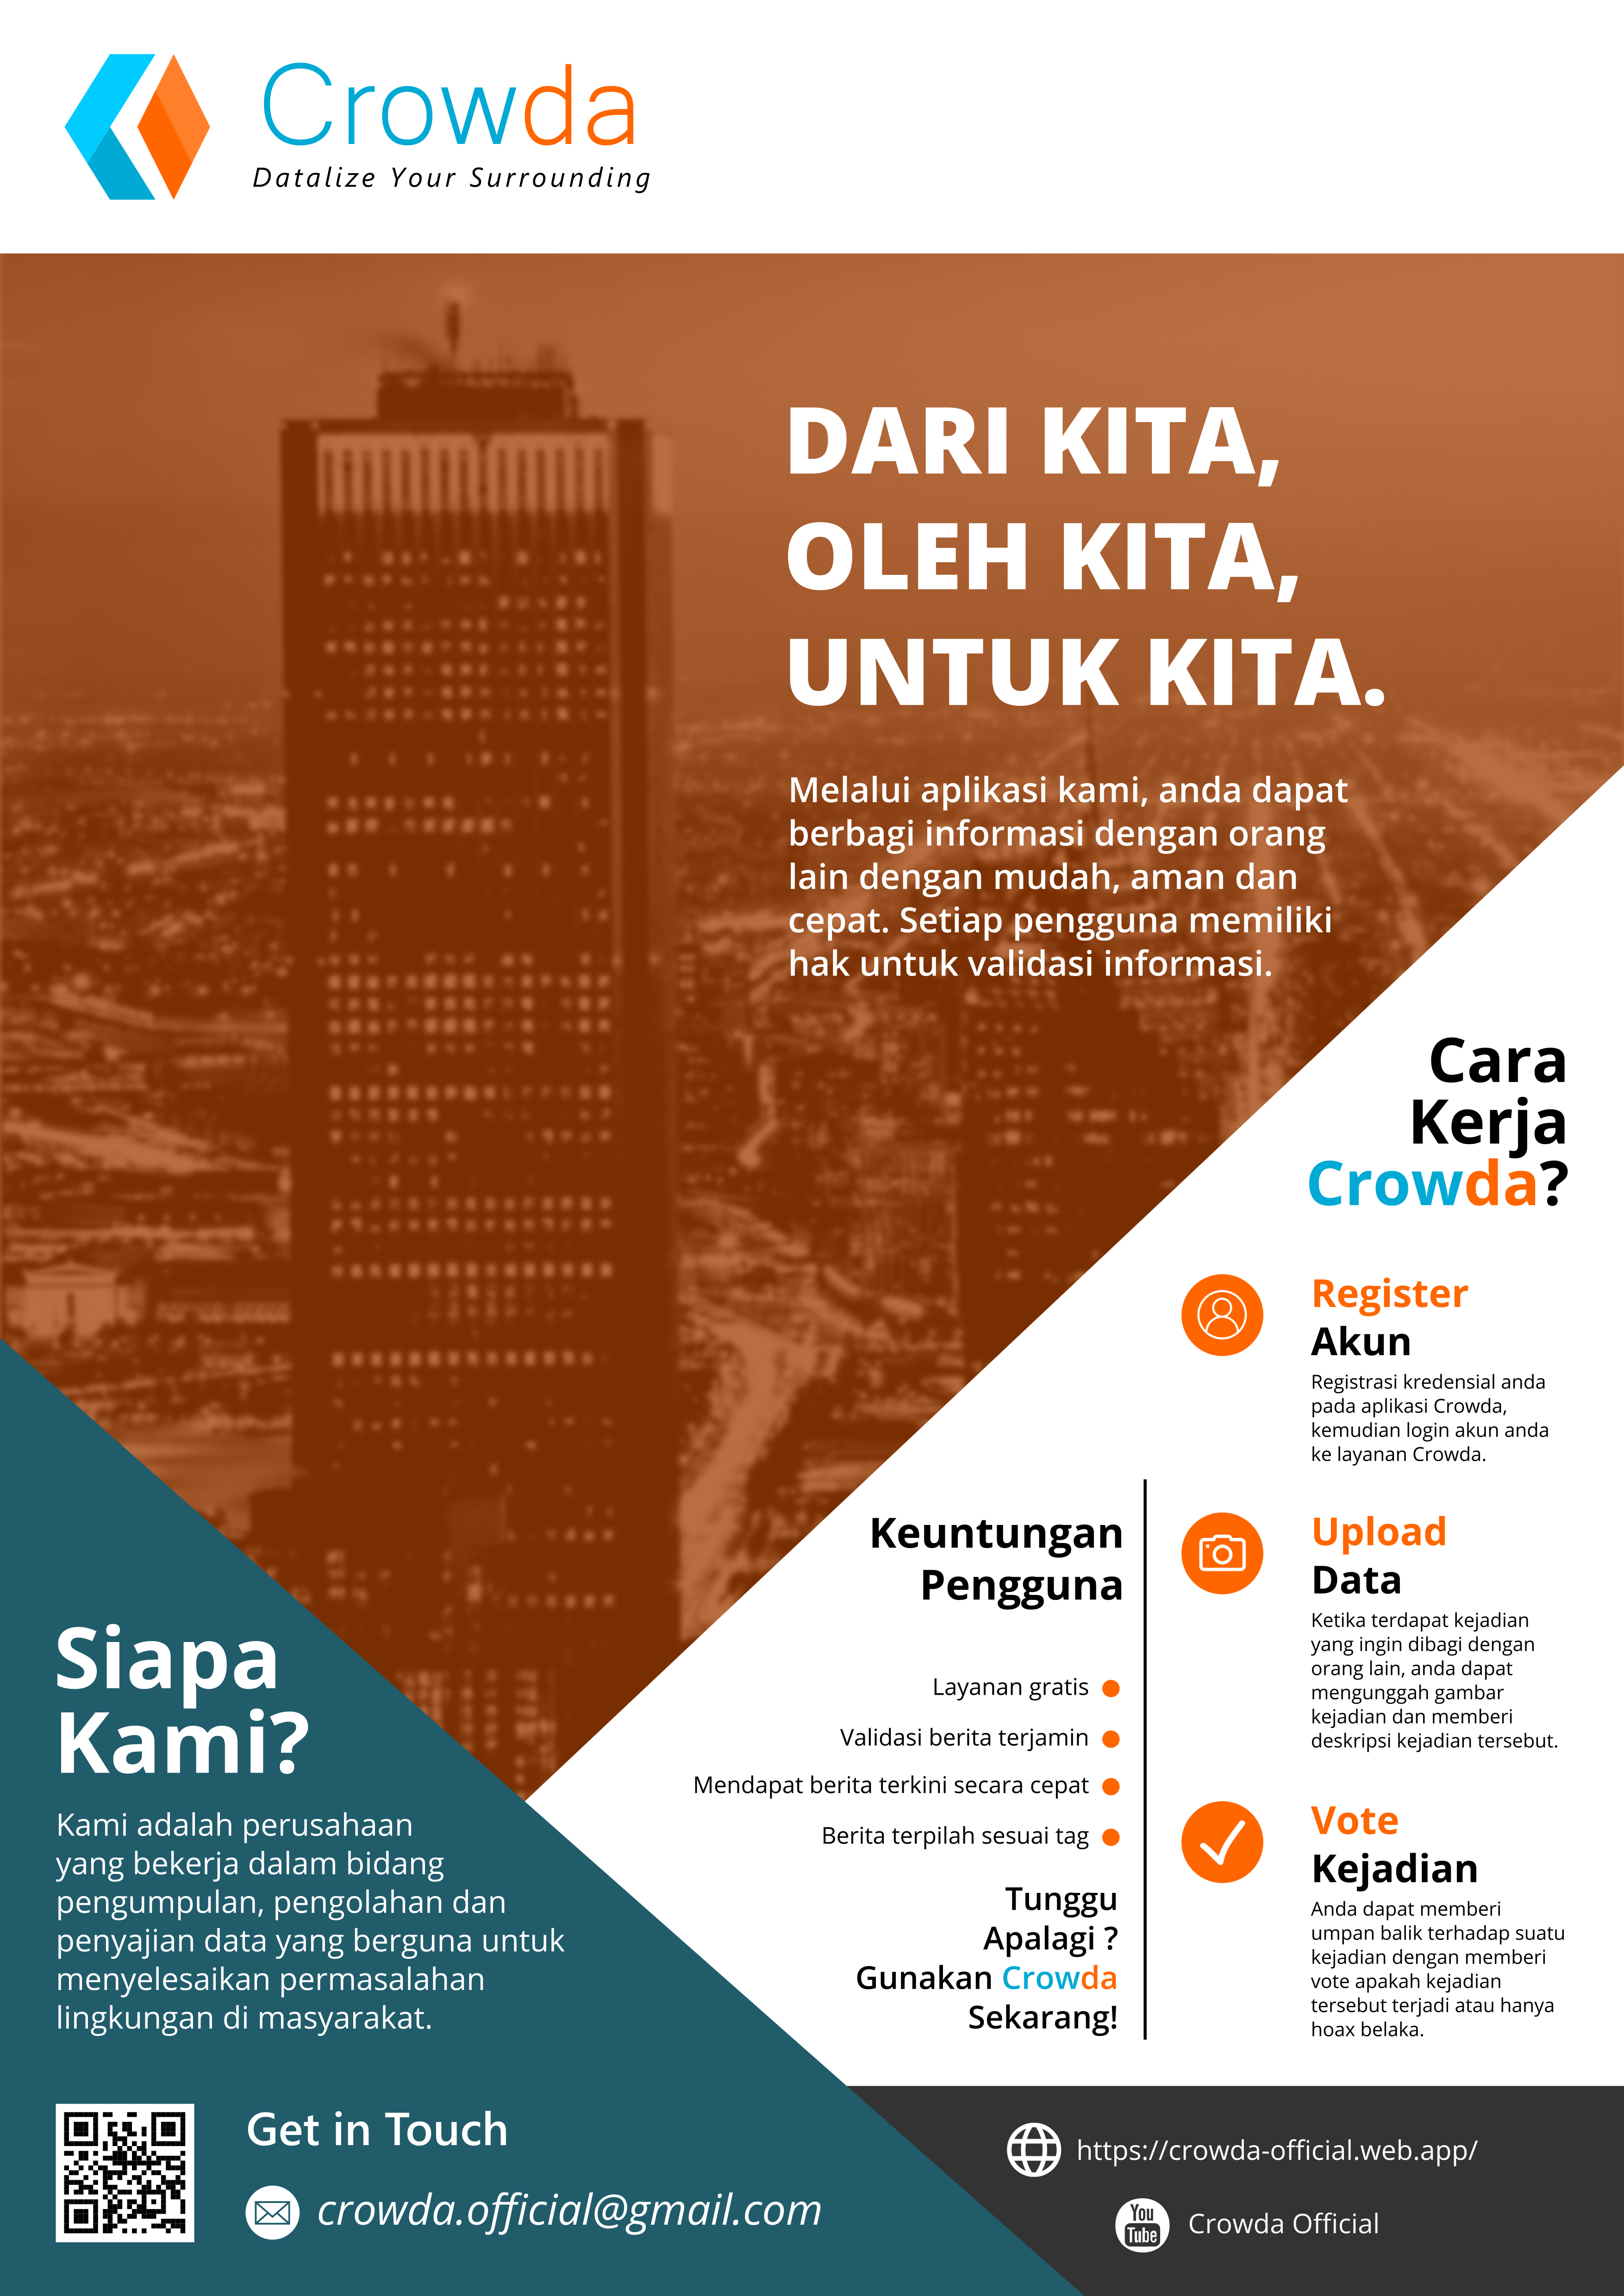 Crowda
Datalize Your Surrounding
DARI KITA,
OLEH KITA,
UNTUK KITA.
Melalui aplikasi kami, anda dapat
berbagi informasi dengan orang
lain dengan mudah, aman dan
cepat. Setiap pengguna memiliki
hak untuk validasi informasi.
Cara
Kerja
Crowda?
Register
Akun
Registrasi kredensial anda
pada aplikasi Crowda,
kemudian login akun anda
ke layanan Crowda.
Upload
Data
Ketika terdapat kejadian
yang ingin dibagi dengan
orang lain, anda dapat
mengunggah gambar
kejadian dan memberi
deskripsi kejadian tersebut.
Vote
Kejadian
Anda dapat memberi
umpan balik terhadap suatu
kejadian dengan memberi
vote apakah kejadian
tersebut terjadi atau hanya
hoax belaka.
Keuntungan
Pengguna
Layanan gratis
Validasi berita terjamin
Mendapat berita terkini secara cepat
Berita terpilah sesuai tag
Tunggu
Apalagi ?
Gunakan Crowda
Sekarang!
Siapa
Kami?
Kami adalah perusahaan
yang bekerja dalam bidang
pengumpulan, pengolahan dan
penyajian data yang berguna untuk
menyelesaikan permasalahan
lingkungan di masyarakat.
Get in Touch
crowda.official@gmail.com
https://crowda-official.web.app/
You
Tube
Crowda Official